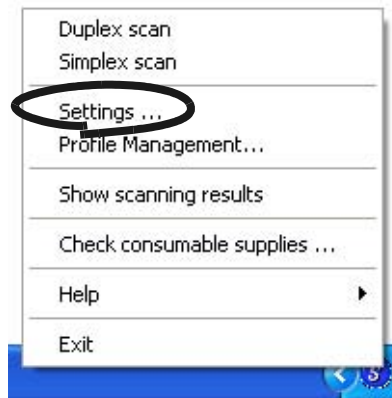 Duplex scan
Simplex scan
Settings ...
Profile Management...
Show scanning results
Check consumable supplies ...
Help
Exit
S